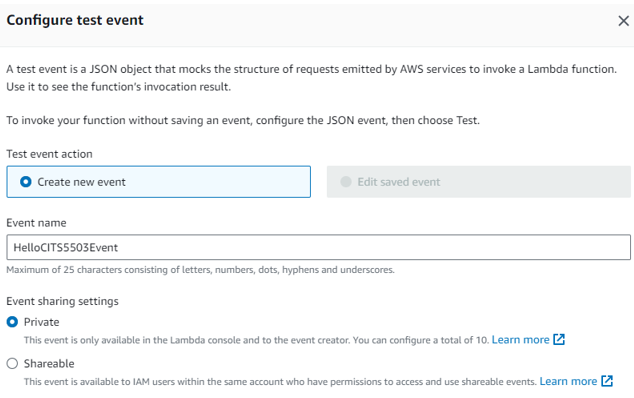 Configure test event
A test event is a JSON object that mocks the structure of requests emitted by AWS services to invoke a Lambda function.
Use it to see the function's invocation result.
To invoke your function without saving an event, configure the JSON event, then choose Test.
Test event action
Create new event
Edit saved event
Event name
HelloCITS5503Event
Maximum of 25 characters consisting of letters, numbers, dots, hyphens and underscores.
Event sharing settings
Private
This event is only available in the Lambda console and to the event creator. You can configure a total of 10. Learn more
Shareable
This event is available to IAM users within the same account who have permissions to access and use shareable events. Learn more